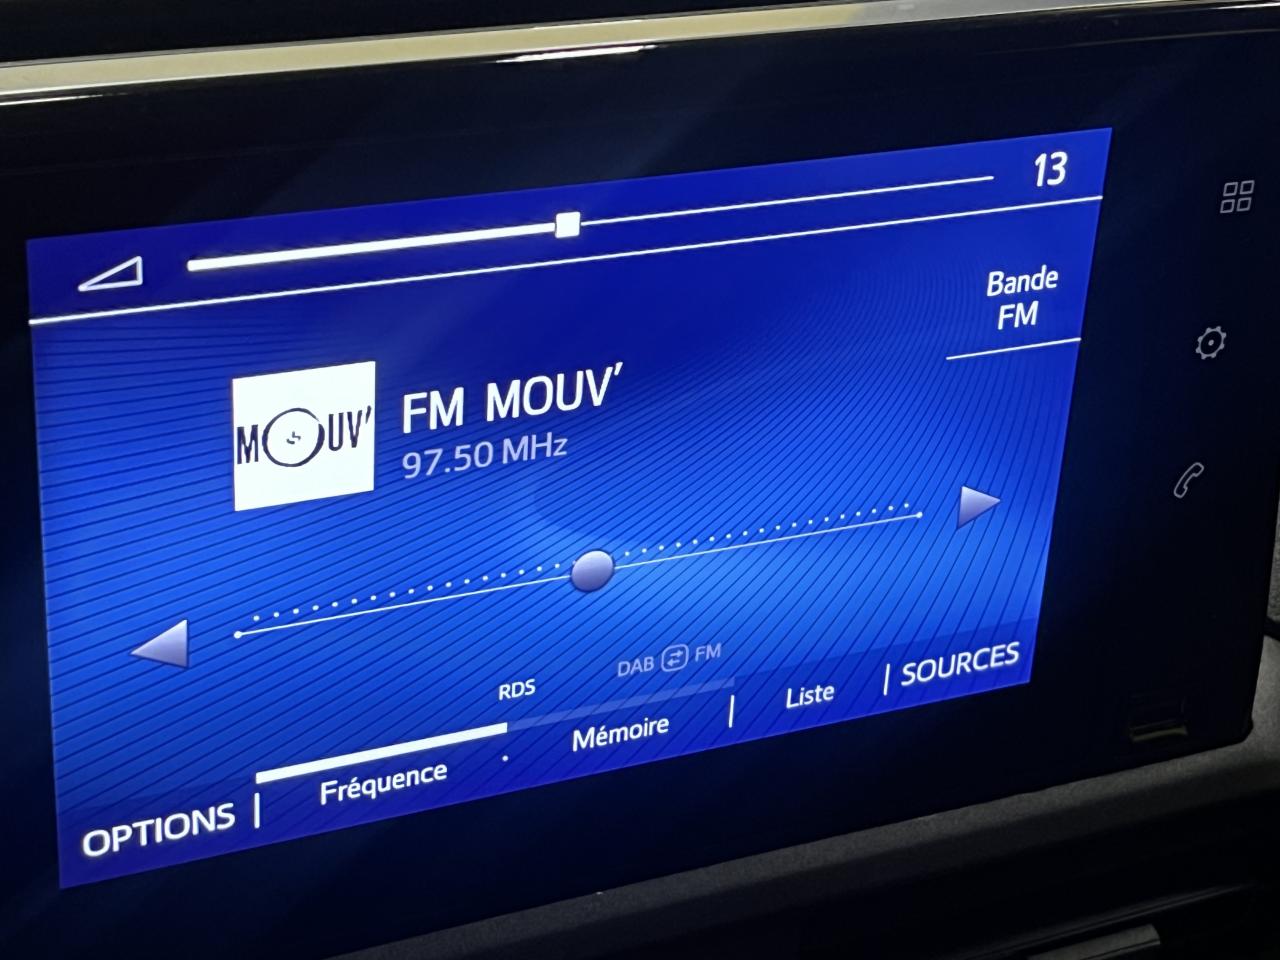 13
Bande
FM
MOUV'
FM MOUV'
97.50 MHz
DAB FM
RDS
OPTIONS
Fréquence
Mémoire
Liste
SOURCES